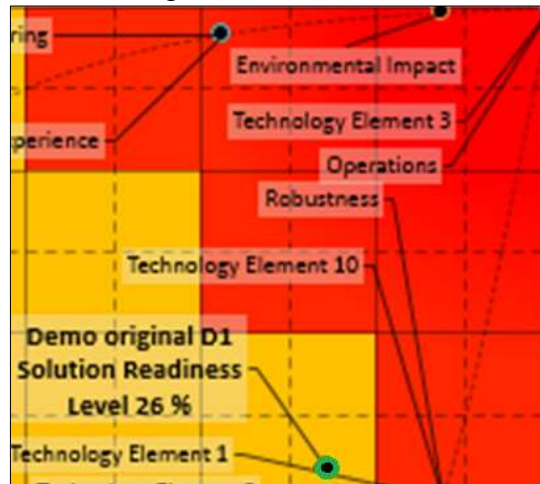 ring
Environmental Impact
Technology Element 3
perience
Operations
Robustness
Technology Element 10
Demo original D1
Solution Readiness
Level 26 %
Technology Element 1